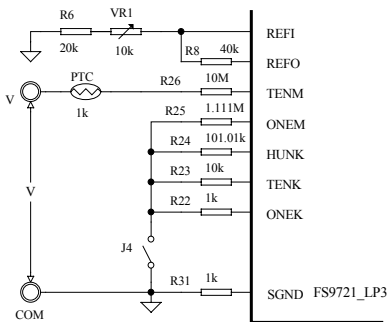 R6 VR1 REFI
20k 10k R8 40k
REFO
PTC R26 10M TENM
V
1k R25 1.111M ONEM
R24 101.01k HUNK
R23 10k TENK
V
R22 1k ONEK
J4
R31 1k SGND FS9721_LP3
COM